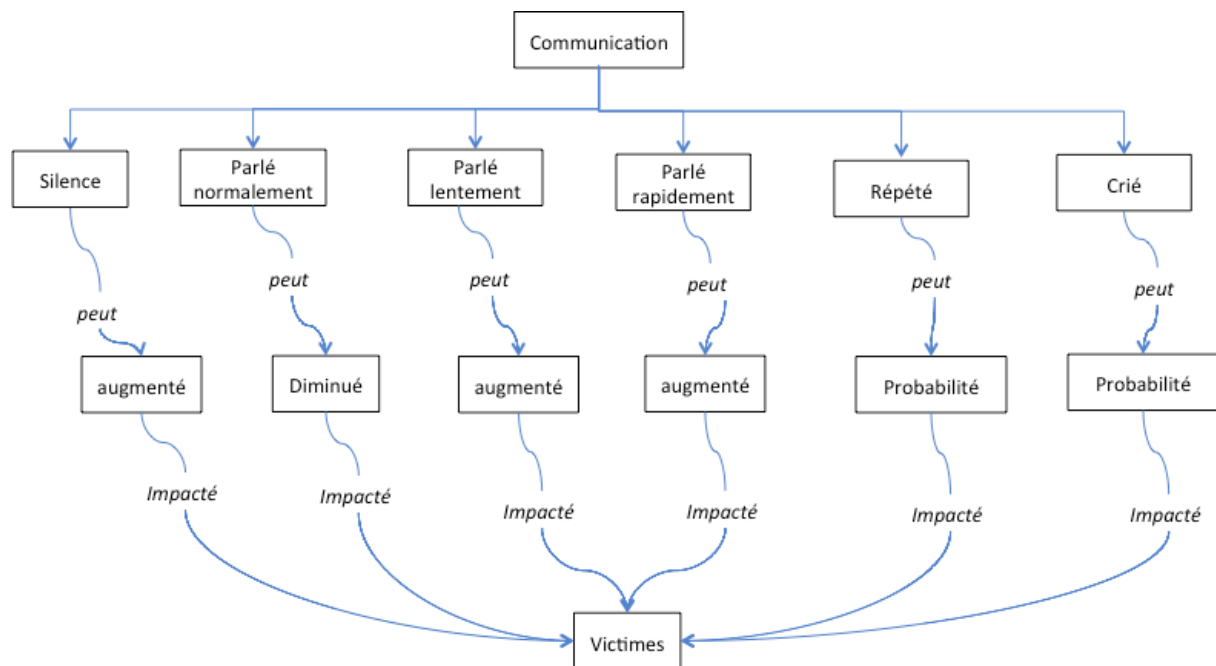 Communication
Silence
Parlé
normalement
Parlé
lentement
Parlé
rapidement
Répété
Crié
peut
peut
peut
peut
peut
peut
augmenté
Diminué
augmenté
augmenté
Probabilité
Probabilité
Impacté
Impacté
Impacté
Impacté
Impacté
Impacté
Victimes